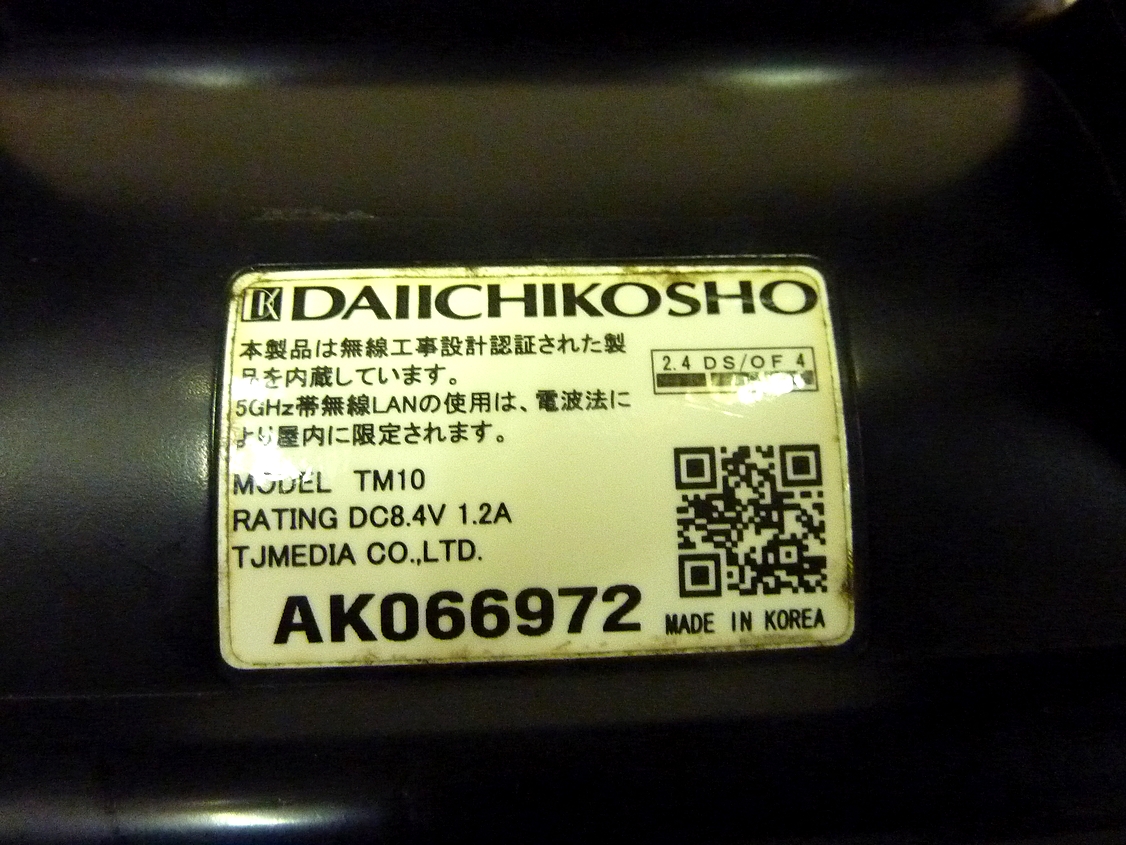 DK DAIICHIKOSHO
本製品は無線工事設計認証された製
品を内蔵しています。
5GHz帯無線LANの使用は、電波法に
より屋内に限定されます。
2.4 DS/OF 4
MODEL TM10
RATING DC8.4V 1.2A
TJMEDIA CO.,LTD.
AK066972
MADE IN KOREA